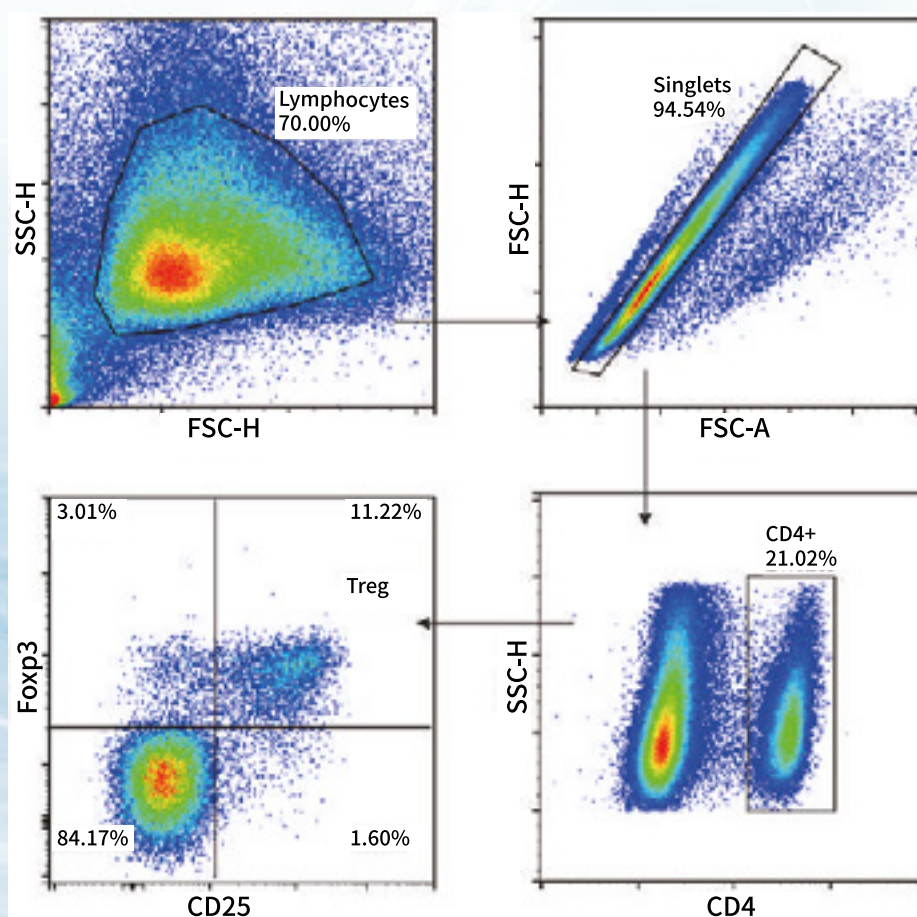 Lymphocytes
70.00%
SSC-H
FSC-H
Singlets
94.54%
FSC-H
FSC-A
3.01%
11.22%
Treg
Foxp3
84.17%
1.60%
CD25
CD4+
21.02%
SSC-H
CD4